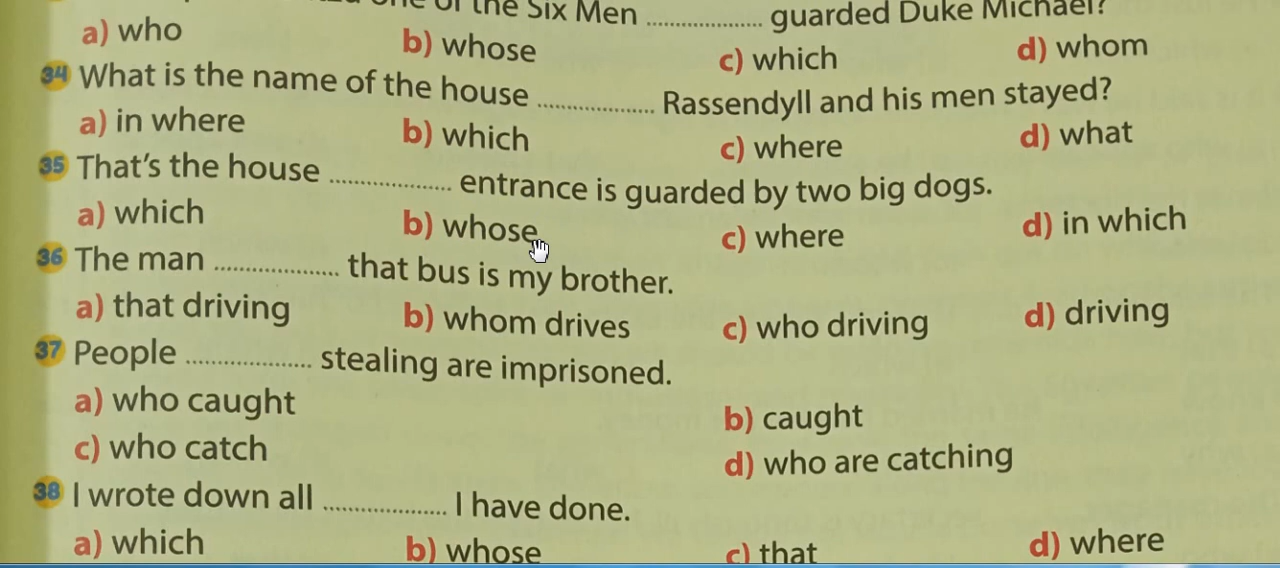 of the Six Men .................. guarded Duke Michael?
a) who b) whose c) which d) whom
34 What is the name of the house .................. Rassendyll and his men stayed?
a) in where b) which c) where d) what
35 That's the house ................... entrance is guarded by two big dogs.
a) which b) whose c) where d) in which
36 The man ................... that bus is my brother.
a) that driving b) whom drives c) who driving d) driving
37 People ................... stealing are imprisoned.
a) who caught b) caught
c) who catch d) who are catching
38 I wrote down all ................... I have done.
a) which b) whose c) that d) where